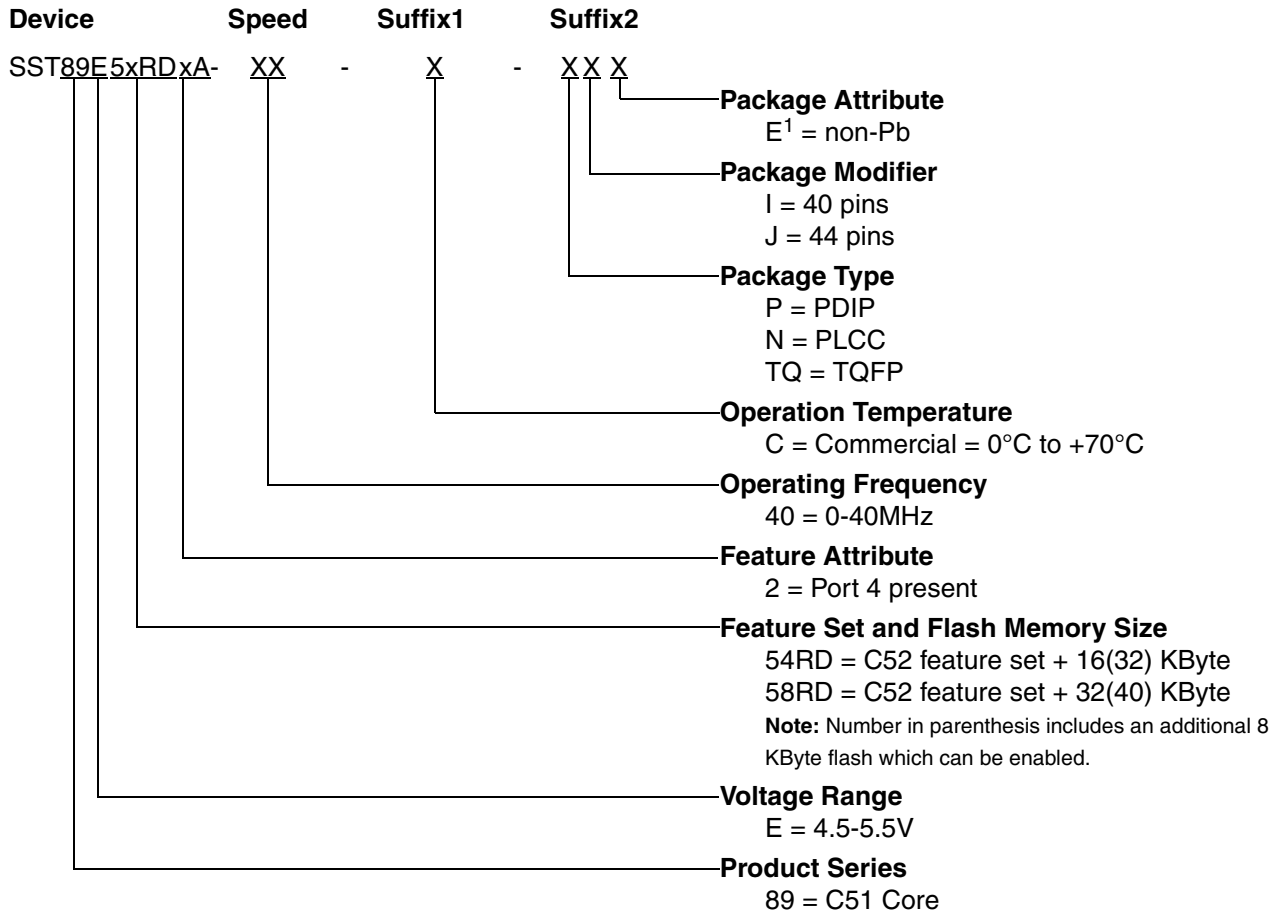 Device Speed Suffix1 Suffix2
SST89E5xRDxA- XX - X - XX X
Package Attribute
E1 = non-Pb
Package Modifier
I = 40 pins
J = 44 pins
Package Type
P = PDIP
N = PLCC
TQ = TQFP
Operation Temperature
C = Commercial = 0°C to +70°C
Operating Frequency
40 = 0-40MHz
Feature Attribute
2 = Port 4 present
Feature Set and Flash Memory Size
54RD = C52 feature set + 16(32) KByte
58RD = C52 feature set + 32(40) KByte
Note: Number in parenthesis includes an additional 8
KByte flash which can be enabled.
Voltage Range
E = 4.5-5.5V
Product Series
89 = C51 Core